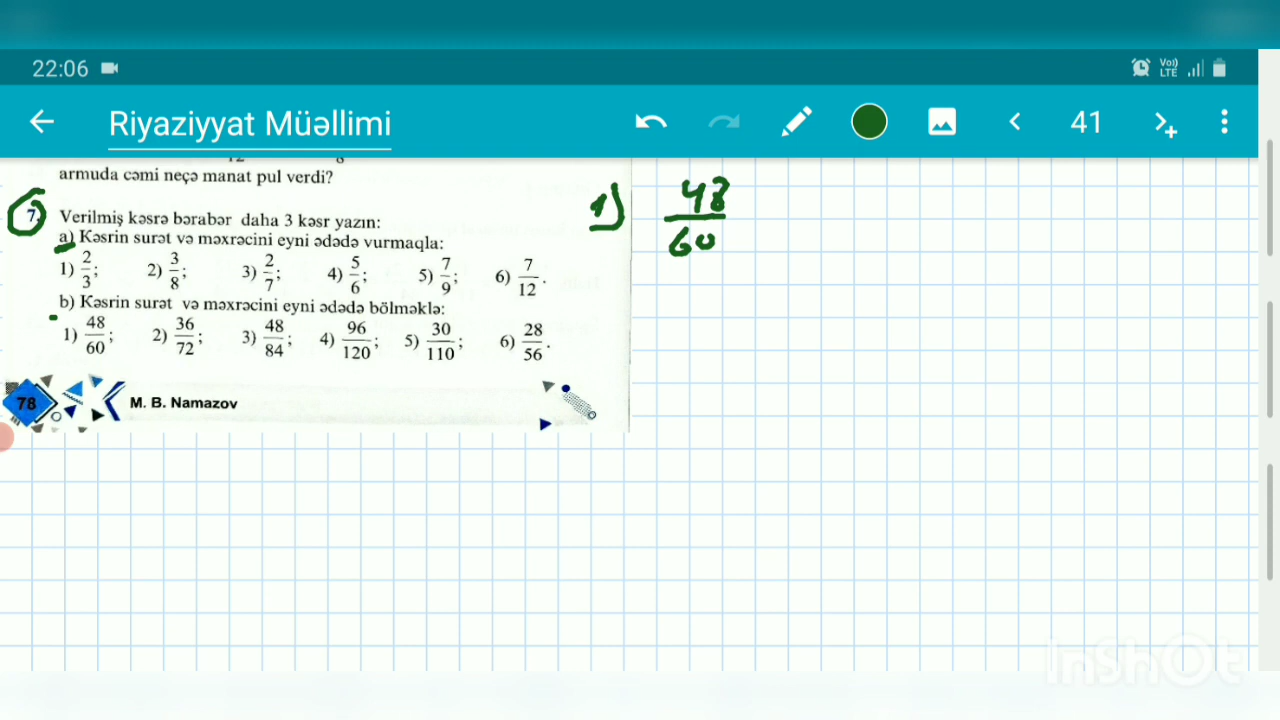 22:06
Vo)) LTE
Riyaziyyat Müəllimi
41
armuda cəmi neçə manat pul verdi?
7. Verilmiş kəsrə bərabər daha 3 kəsr yazın:
a) Kəsrin surət və məxrəcini eyni ədədə vurmaqla:
1) 2/3; 2) 3/8; 3) 2/7; 4) 5/6; 5) 7/9; 6) 7/12.
b) Kəsrin surət və məxrəcini eyni ədədə bölməklə:
1) 48/60; 2) 36/72; 3) 48/84; 4) 96/120; 5) 30/110; 6) 28/56.
78 M. B. Namazov
1) 48/60
InShOt